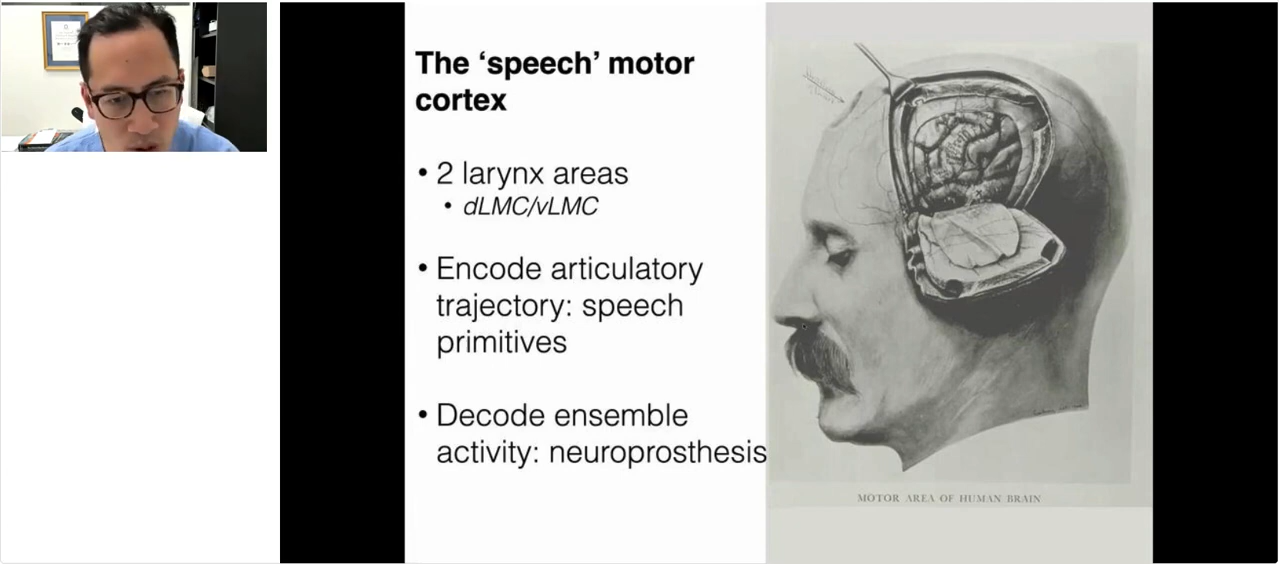 The ‘speech’ motor
cortex
• 2 larynx areas
• dLMC/vLMC
• Encode articulatory
trajectory: speech
primitives
• Decode ensemble
activity: neuroprosthesis
MOTOR AREA OF HUMAN BRAIN